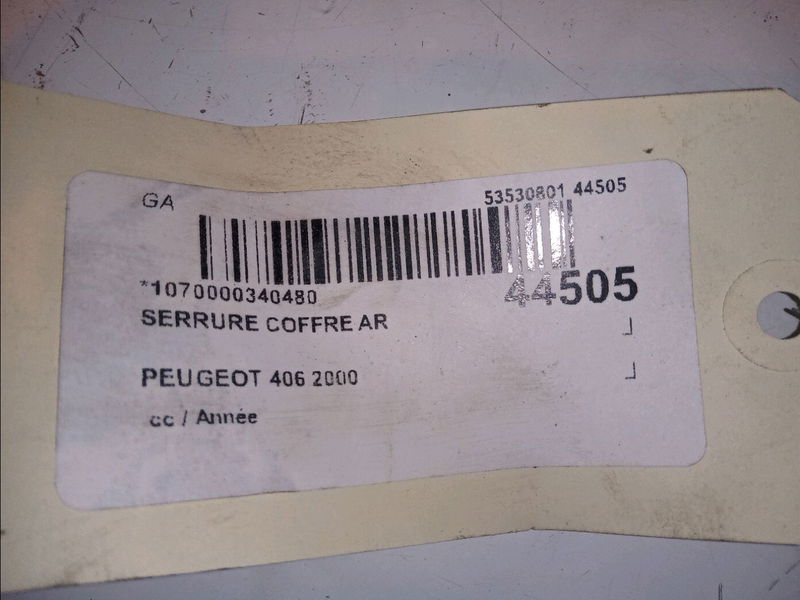 GA 53530801 44505
*1070000340480 44505
SERRURE COFFRE AR
PEUGEOT 406 2000
cc / Année